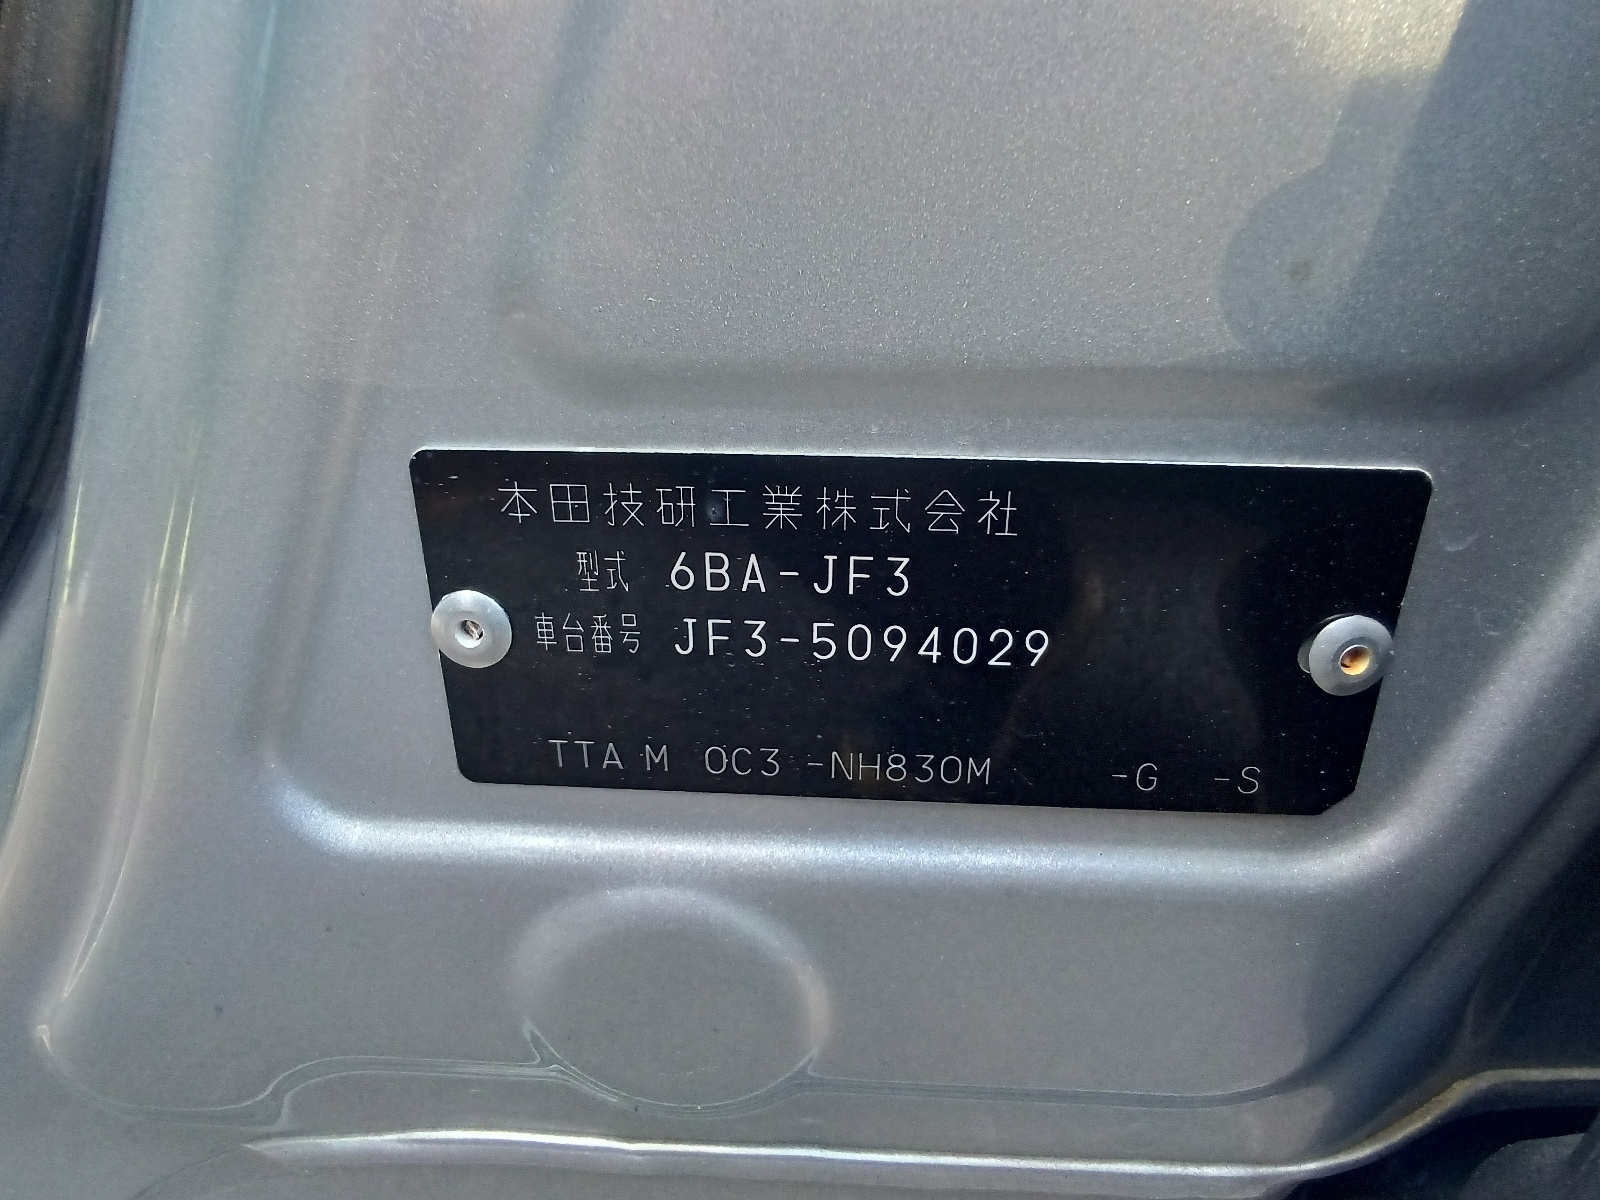 本田技研工業株式会社
型式 6BA-JF3
車台番号 JF3-5094029
TTA M 0C3 -NH830M -G -S